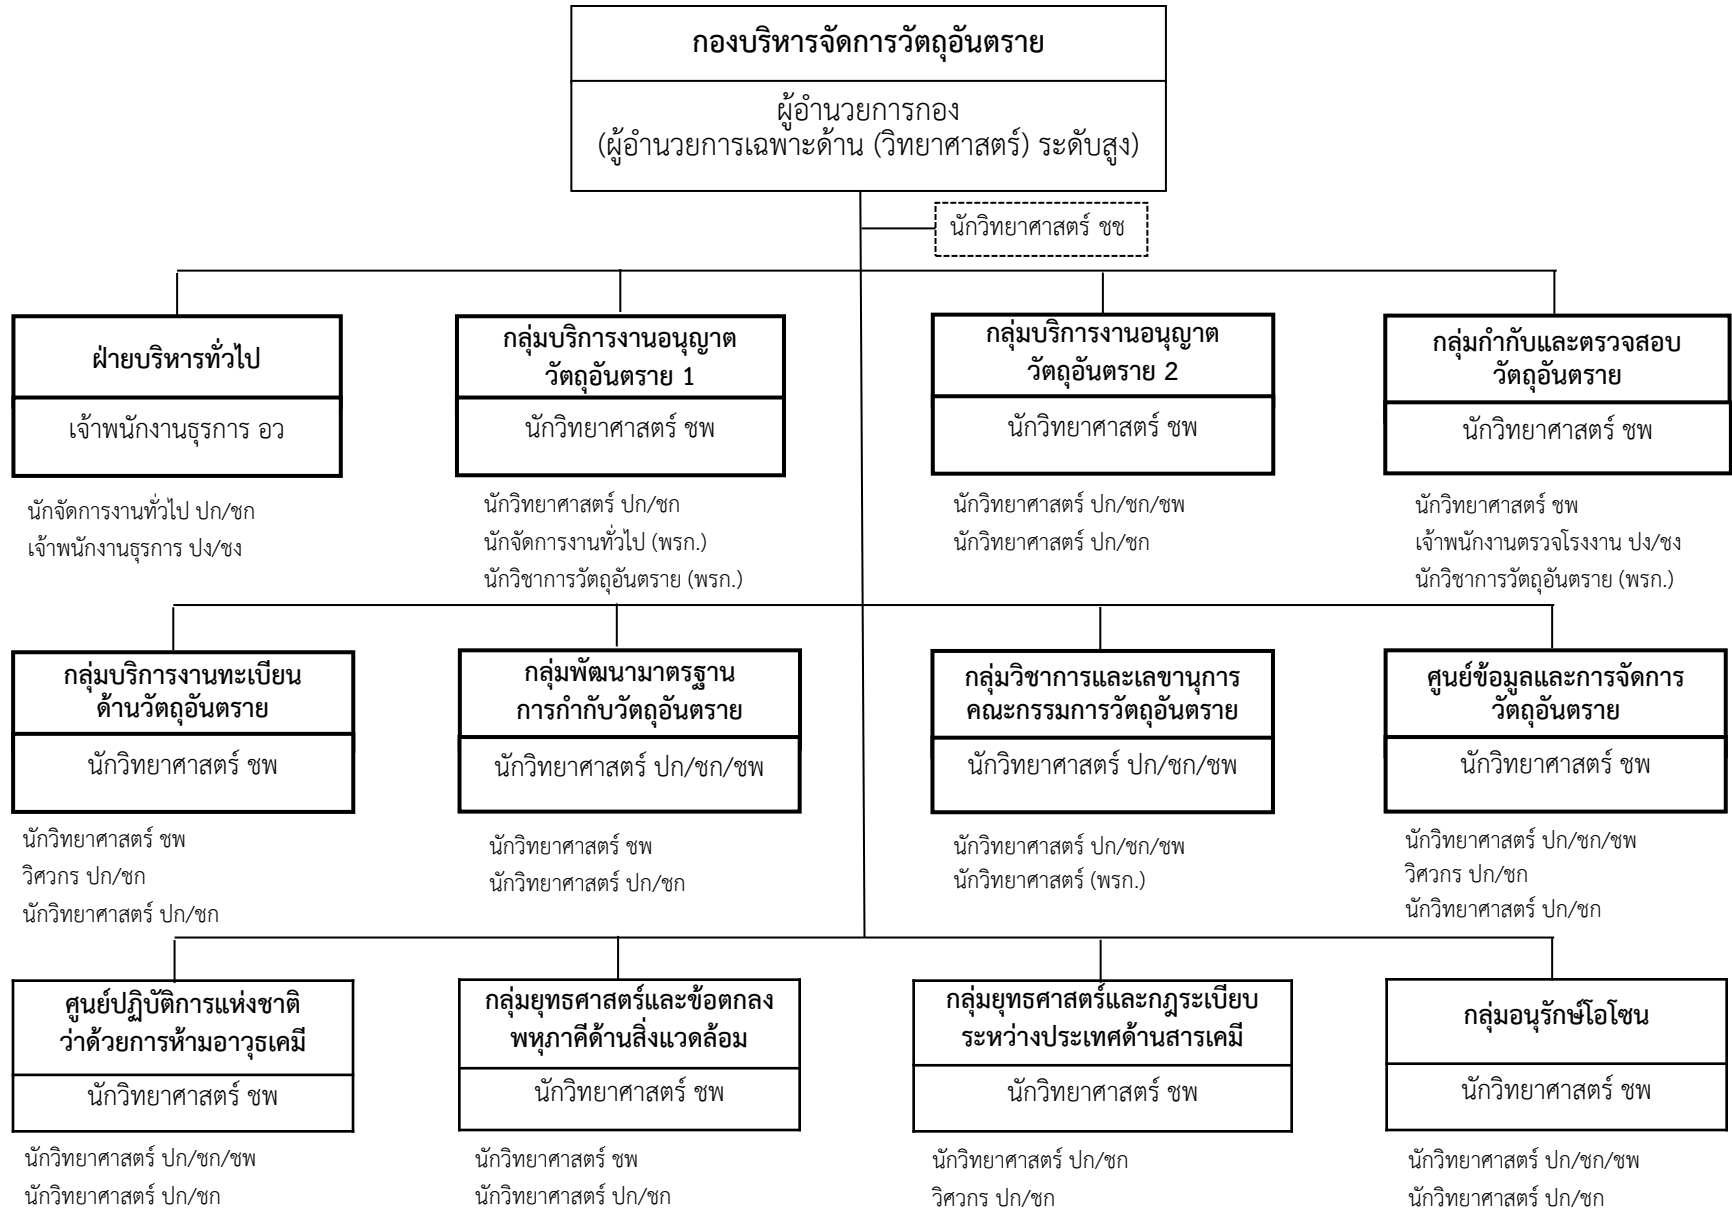 กองบริหารจัดการวัตถุอันตราย
ผู้อำนวยการกอง
(ผู้อำนวยการเฉพาะด้าน (วิทยาศาสตร์) ระดับสูง)
นักวิทยาศาสตร์ ชช
ฝ่ายบริหารทั่วไป
เจ้าพนักงานธุรการ อว
นักจัดการงานทั่วไป ปก/ชก
เจ้าพนักงานธุรการ ปง/ชง
กลุ่มบริการงานอนุญาต
วัตถุอันตราย 1
นักวิทยาศาสตร์ ชพ
นักวิทยาศาสตร์ ปก/ชก
นักจัดการงานทั่วไป (พรก.)
นักวิชาการวัตถุอันตราย (พรก.)
กลุ่มบริการงานอนุญาต
วัตถุอันตราย 2
นักวิทยาศาสตร์ ชพ
นักวิทยาศาสตร์ ปก/ชก/ชพ
นักวิทยาศาสตร์ ปก/ชก
กลุ่มกำกับและตรวจสอบ
วัตถุอันตราย
นักวิทยาศาสตร์ ชพ
นักวิทยาศาสตร์ ชพ
เจ้าพนักงานตรวจโรงงาน ปง/ชง
นักวิชาการวัตถุอันตราย (พรก.)
กลุ่มบริการงานทะเบียน
ด้านวัตถุอันตราย
นักวิทยาศาสตร์ ชพ
นักวิทยาศาสตร์ ชพ
วิศวกร ปก/ชก
นักวิทยาศาสตร์ ปก/ชก
กลุ่มพัฒนามาตรฐาน
การกำกับวัตถุอันตราย
นักวิทยาศาสตร์ ปก/ชก/ชพ
นักวิทยาศาสตร์ ชพ
นักวิทยาศาสตร์ ปก/ชก
กลุ่มวิชาการและเลขานุการ
คณะกรรมการวัตถุอันตราย
นักวิทยาศาสตร์ ปก/ชก/ชพ
นักวิทยาศาสตร์ ปก/ชก/ชพ
นักวิทยาศาสตร์ (พรก.)
ศูนย์ข้อมูลและการจัดการ
วัตถุอันตราย
นักวิทยาศาสตร์ ชพ
นักวิทยาศาสตร์ ปก/ชก/ชพ
วิศวกร ปก/ชก
นักวิทยาศาสตร์ ปก/ชก
ศูนย์ปฏิบัติการแห่งชาติ
ว่าด้วยการห้ามอาวุธเคมี
นักวิทยาศาสตร์ ชพ
นักวิทยาศาสตร์ ปก/ชก/ชพ
นักวิทยาศาสตร์ ปก/ชก
กลุ่มยุทธศาสตร์และข้อตกลง
พหุภาคีด้านสิ่งแวดล้อม
นักวิทยาศาสตร์ ชพ
นักวิทยาศาสตร์ ชพ
นักวิทยาศาสตร์ ปก/ชก
กลุ่มยุทธศาสตร์และกฎระเบียบ
ระหว่างประเทศด้านสารเคมี
นักวิทยาศาสตร์ ชพ
นักวิทยาศาสตร์ ปก/ชก
วิศวกร ปก/ชก
กลุ่มอนุรักษ์โอโซน
นักวิทยาศาสตร์ ชพ
นักวิทยาศาสตร์ ปก/ชก/ชพ
นักวิทยาศาสตร์ ปก/ชก